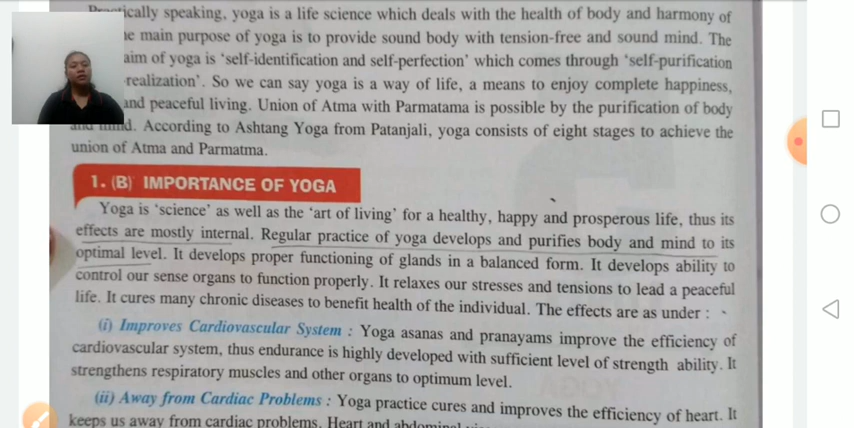 Practically speaking, yoga is a life science which deals with the health of body and harmony of
main purpose of yoga is to provide sound body with tension-free and sound mind. The
aim of yoga is ‘self-identification and self-perfection’ which comes through ‘self-purification
realization’. So we can say yoga is a way of life, a means to enjoy complete happiness,
and peaceful living. Union of Atma with Parmatama is possible by the purification of body
and mind. According to Ashtang Yoga from Patanjali, yoga consists of eight stages to achieve the
union of Atma and Parmatma.
1. (B) IMPORTANCE OF YOGA
Yoga is ‘science’ as well as the ‘art of living’ for a healthy, happy and prosperous life, thus its
effects are mostly internal. Regular practice of yoga develops and purifies body and mind to its
optimal level. It develops proper functioning of glands in a balanced form. It develops ability to
control our sense organs to function properly. It relaxes our stresses and tensions to lead a peaceful
life. It cures many chronic diseases to benefit health of the individual. The effects are as under :
(i) Improves Cardiovascular System : Yoga asanas and pranayams improve the efficiency of
cardiovascular system, thus endurance is highly developed with sufficient level of strength ability. It
strengthens respiratory muscles and other organs to optimum level.
(ii) Away from Cardiac Problems : Yoga practice cures and improves the efficiency of heart. It
keeps us away from cardiac problems. Heart and